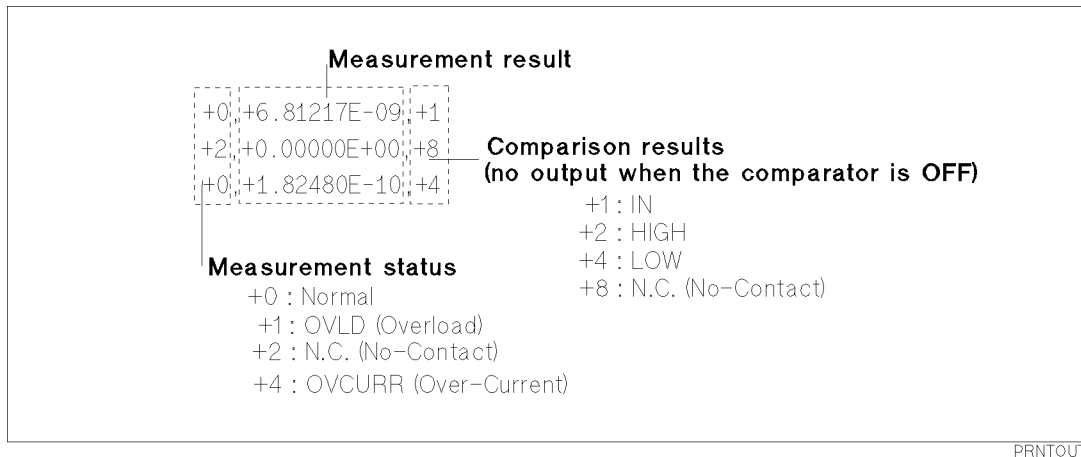 Measurement result
+0,+6.81217E-09,+1
+2,+0.00000E+00,+8
+0,+1.82480E-10,+4
Comparison results
(no output when the comparator is OFF)
+1 : IN
+2 : HIGH
+4 : LOW
+8 : N.C. (No-Contact)
Measurement status
+0 : Normal
+1 : OVLD (Overload)
+2 : N.C. (No-Contact)
+4 : OVCURR (Over-Current)
PRNTOUT